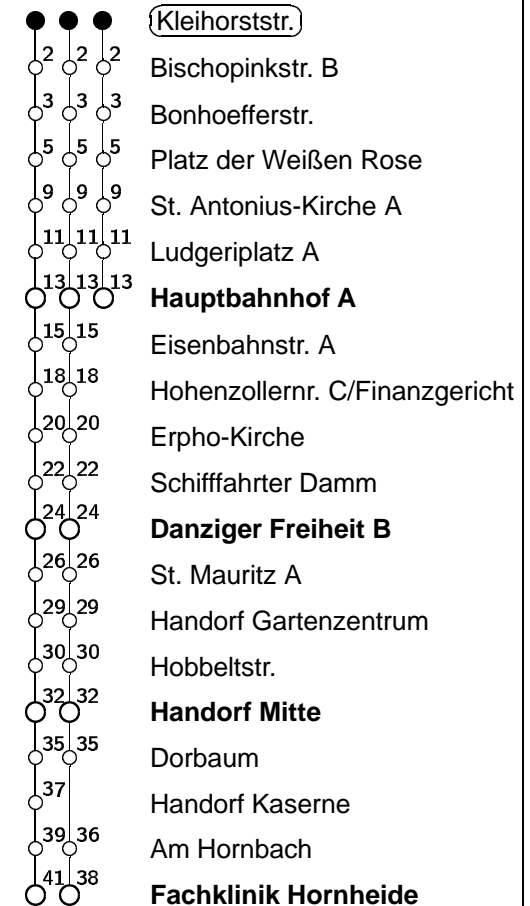 Kleihorststr.
2 2 2 Bischopinkstr. B
3 3 3 Bonhoefferstr.
5 5 5 Platz der Weißen Rose
9 9 9 St. Antonius-Kirche A
11 11 11 Ludgeriplatz A
13 13 13 Hauptbahnhof A
15 15 Eisenbahnstr. A
18 18 Hohenzollernr. C/Finanzgericht
20 20 Erpho-Kirche
22 22 Schifffahrter Damm
24 24 Danziger Freiheit B
26 26 St. Mauritz A
29 29 Handorf Gartenzentrum
30 30 Hobbeltstr.
32 32 Handorf Mitte
35 35 Dorbaum
37 Handorf Kaserne
39 36 Am Hornbach
41 38 Fachklinik Hornheide